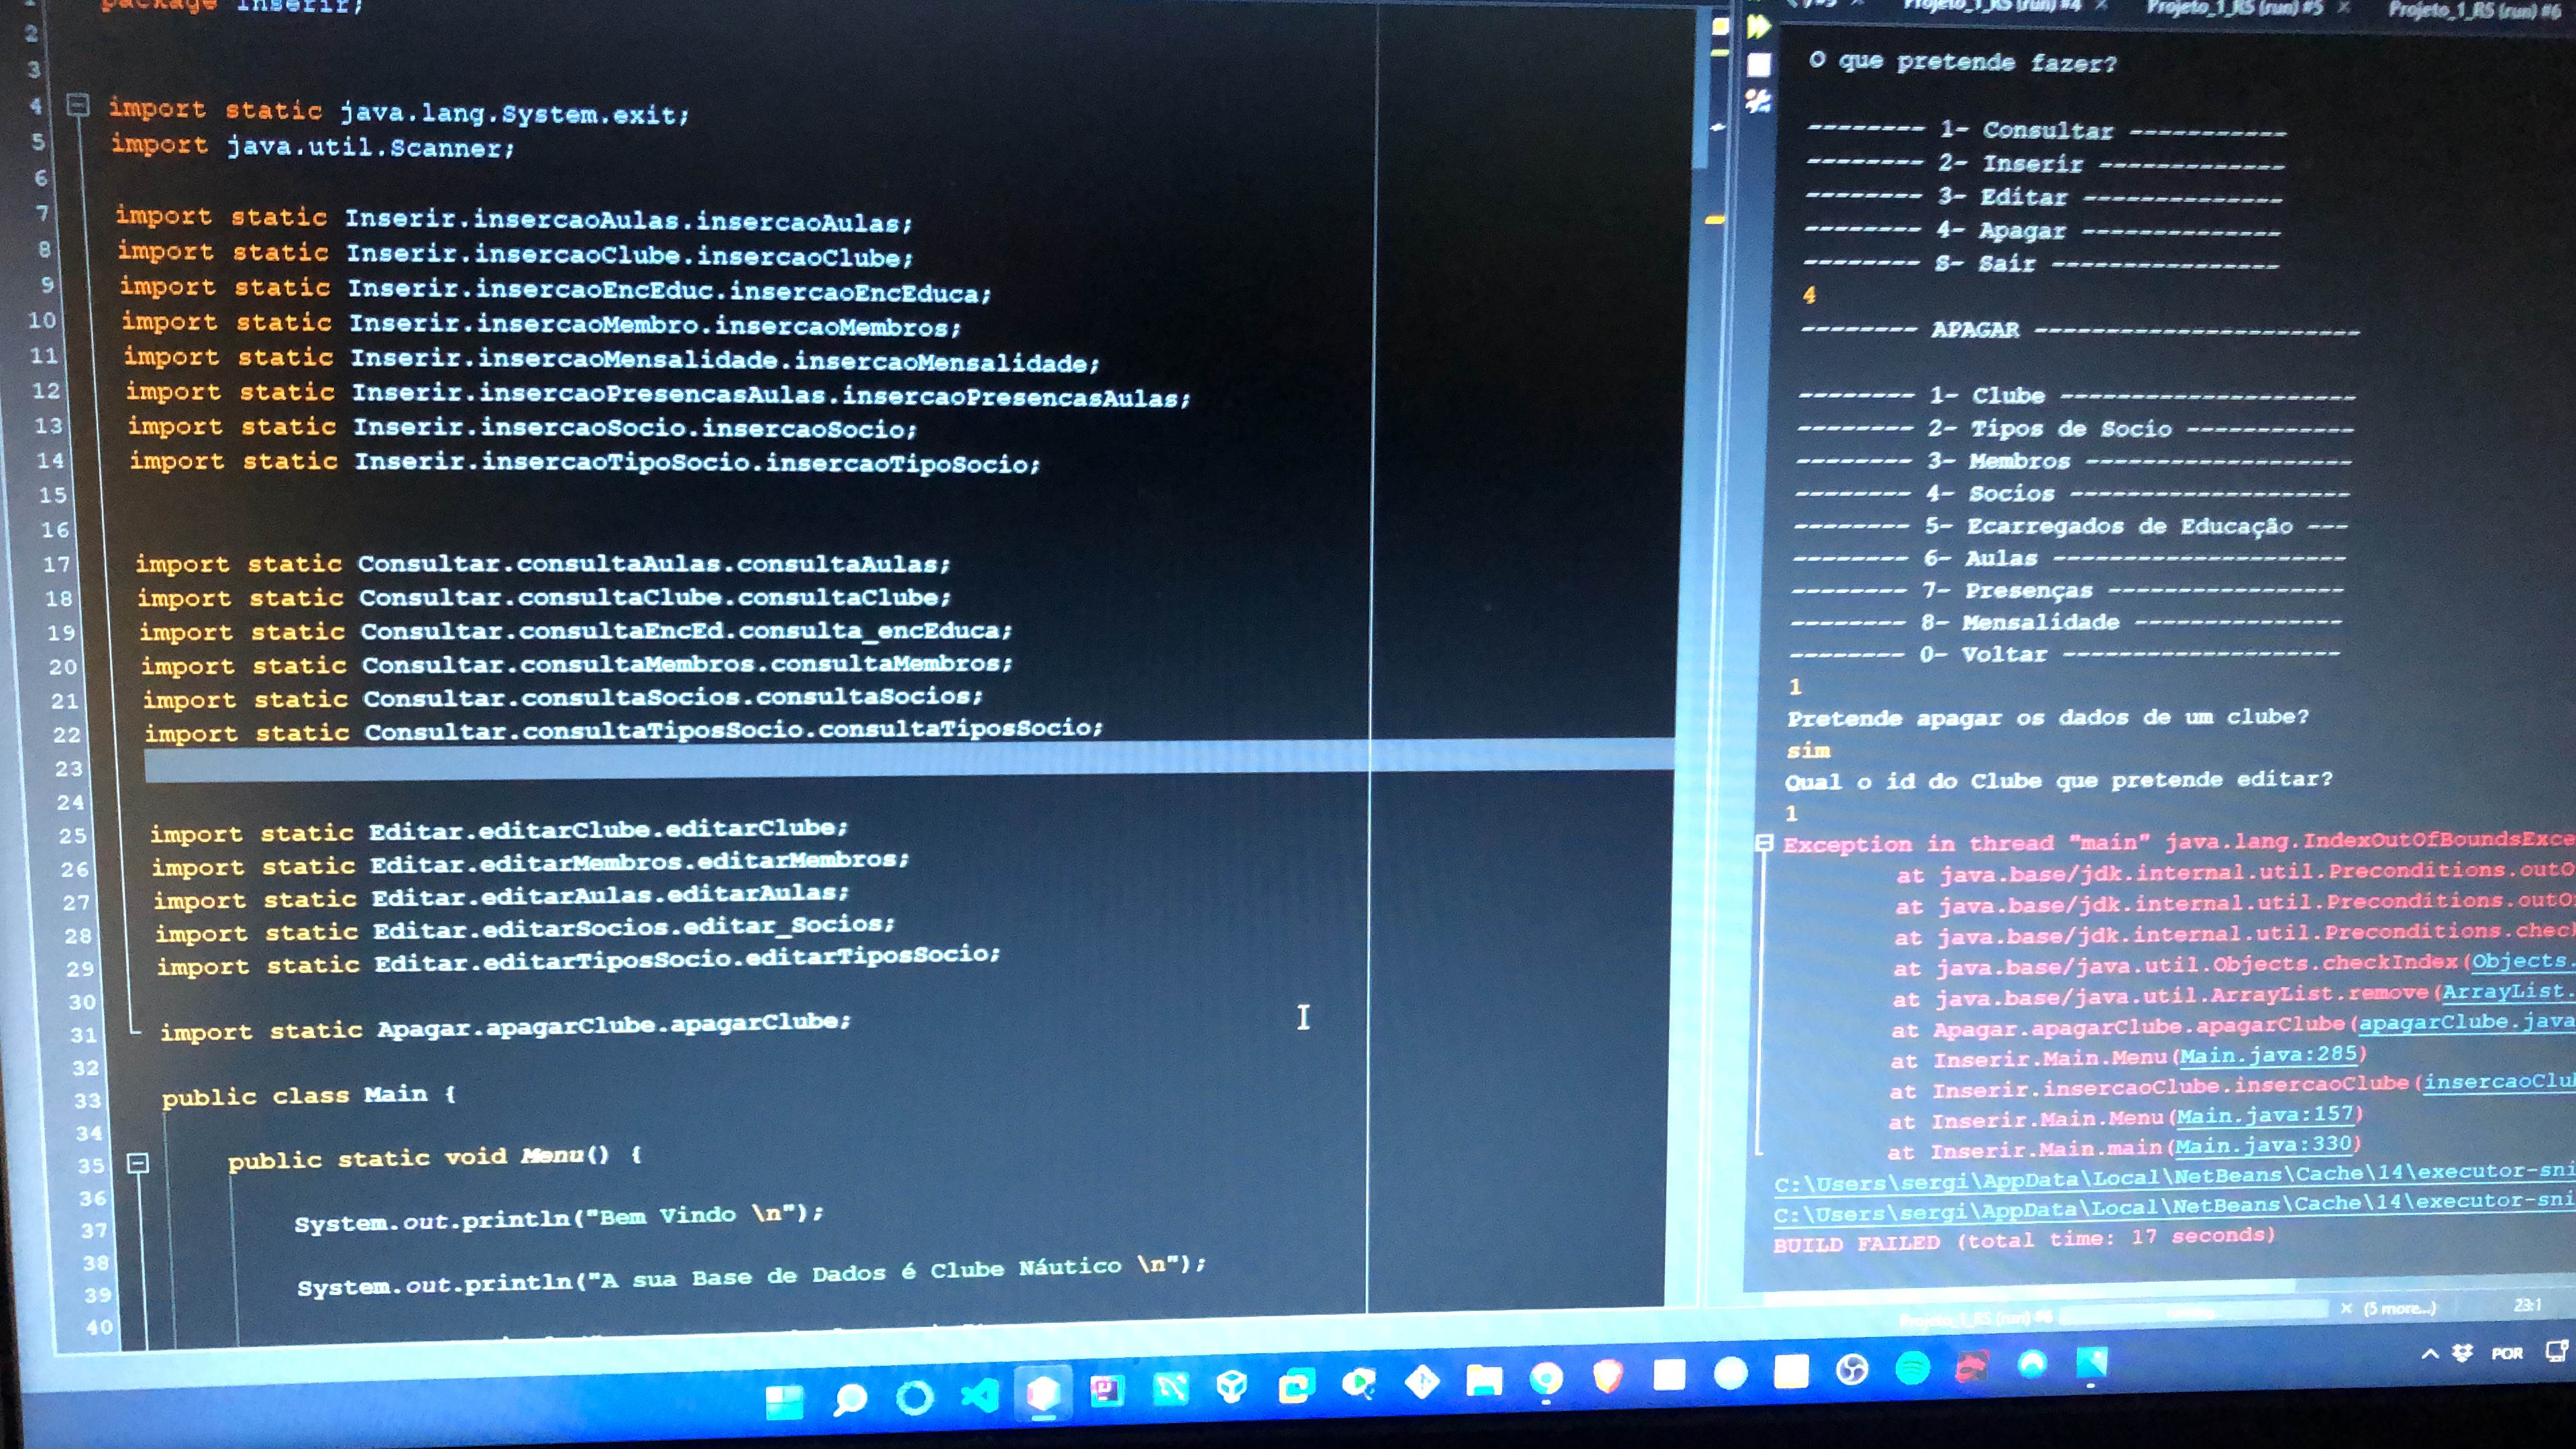 package Inserir;
2
3
4 import static java.lang.System.exit;
5 import java.util.Scanner;
6
7 import static Inserir.insercaoAulas.insercaoAulas;
8 import static Inserir.insercaoClube.insercaoClube;
9 import static Inserir.insercaoEncEduc.insercaoEncEduca;
10 import static Inserir.insercaoMembro.insercaoMembros;
11 import static Inserir.insercaoMensalidade.insercaoMensalidade;
12 import static Inserir.insercaoPresencasAulas.insercaoPresencasAulas;
13 import static Inserir.insercaoSocio.insercaoSocio;
14 import static Inserir.insercaoTipoSocio.insercaoTipoSocio;
15
16
17 import static Consultar.consultaAulas.consultaAulas;
18 import static Consultar.consultaClube.consultaClube;
19 import static Consultar.consultaEncEd.consulta_encEduca;
20 import static Consultar.consultaMembros.consultaMembros;
21 import static Consultar.consultaSocios.consultaSocios;
22 import static Consultar.consultaTiposSocio.consultaTiposSocio;
23
24
25 import static Editar.editarClube.editarClube;
26 import static Editar.editarMembros.editarMembros;
27 import static Editar.editarAulas.editarAulas;
28 import static Editar.editarSocios.editar_Socios;
29 import static Editar.editarTiposSocio.editarTiposSocio;
30
31 import static Apagar.apagarClube.apagarClube;
32
33 public class Main {
34
35 public static void Menu() {
36
37 System.out.println("Bem Vindo \n");
38
39 System.out.println("A sua Base de Dados é Clube Náutico \n");
40
Projeto_1_RS (run) #4 × Projeto_1_RS (run) #5 × Projeto_1_RS (run) #6
O que pretende fazer?
-------- 1- Consultar -----------
-------- 2- Inserir -------------
-------- 3- Editar --------------
-------- 4- Apagar --------------
-------- S- Sair ----------------
4
-------- APAGAR -----------------------
-------- 1- Clube ---------------------
-------- 2- Tipos de Socio ------------
-------- 3- Membros -------------------
-------- 4- Socios --------------------
-------- 5- Ecarregados de Educação ---
-------- 6- Aulas ---------------------
-------- 7- Presenças -----------------
-------- 8- Mensalidade ---------------
-------- 0- Voltar --------------------
1
Pretende apagar os dados de um clube?
sim
Qual o id do Clube que pretende editar?
1
Exception in thread "main" java.lang.IndexOutOfBoundsExce
at java.base/jdk.internal.util.Preconditions.outO
at java.base/jdk.internal.util.Preconditions.outO
at java.base/jdk.internal.util.Preconditions.chec
at java.base/java.util.Objects.checkIndex(Objects.
at java.base/java.util.ArrayList.remove(ArrayList.
at Apagar.apagarClube.apagarClube(apagarClube.java
at Inserir.Main.Menu(Main.java:285)
at Inserir.insercaoClube.insercaoClube(insercaoClu
at Inserir.Main.Menu(Main.java:157)
at Inserir.Main.main(Main.java:330)
C:\Users\sergi\AppData\Local\NetBeans\Cache\14\executor-sni
C:\Users\sergi\AppData\Local\NetBeans\Cache\14\executor-sni
BUILD FAILED (total time: 17 seconds)
Projeto_1_RS (run) #6 × (5 more...) 23:1
POR